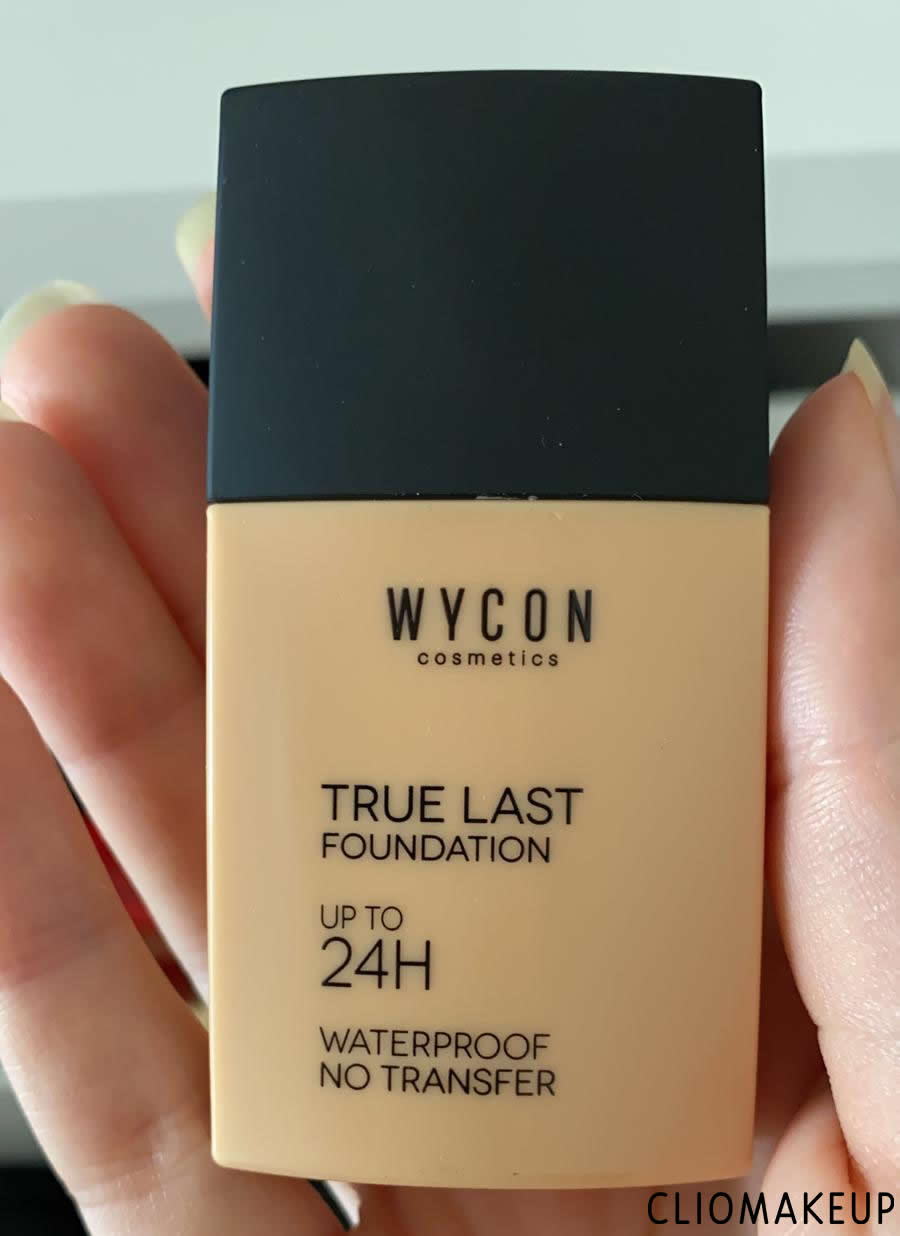 WYCON
cosmetics
TRUE LAST
FOUNDATION
UP TO
24H
WATERPROOF
NO TRANSFER
CLIOMAKEUP